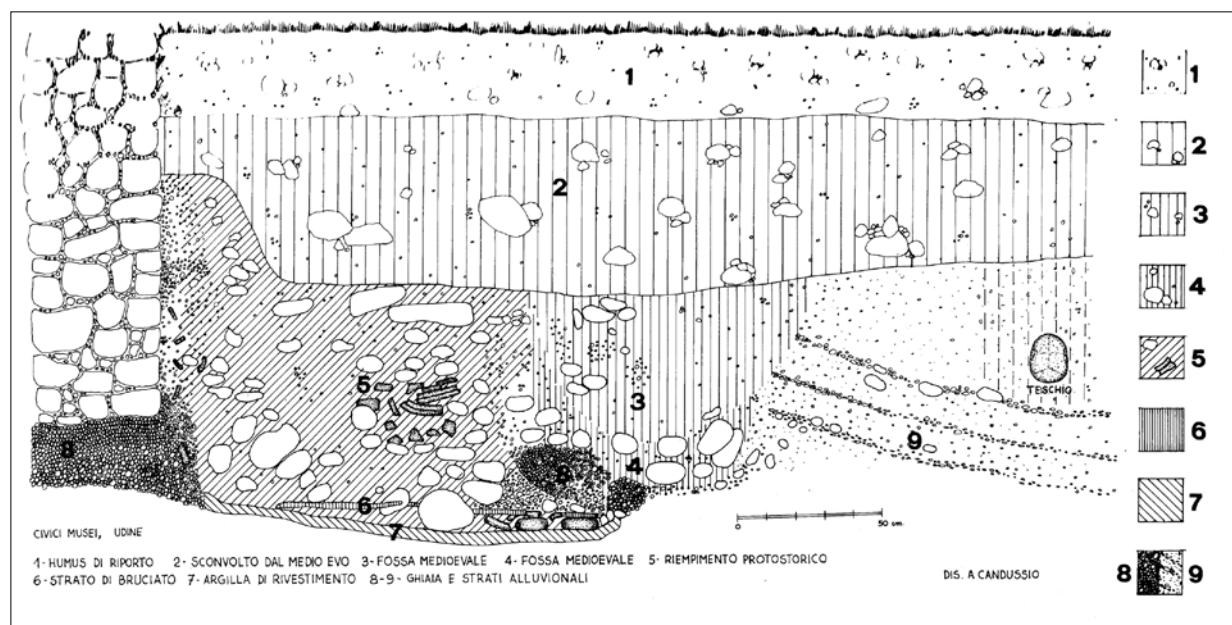 1
1
2
2
3
4
5
TESCHIO
3
6
8
9
8
4
6
7
7
8 9
0 50 cm.
CIVICI MUSEI, UDINE
1-HUMUS DI RIPORTO 2-SCONVOLTO DAL MEDIO EVO 3-FOSSA MEDIOEVALE 4-FOSSA MEDIOEVALE 5-RIEMPIMENTO PROTOSTORICO
6-STRATO DI BRUCIATO 7-ARGILLA DI RIVESTIMENTO 8-9-GHIAIA E STRATI ALLUVIONALI
DIS. A CANDUSSIO